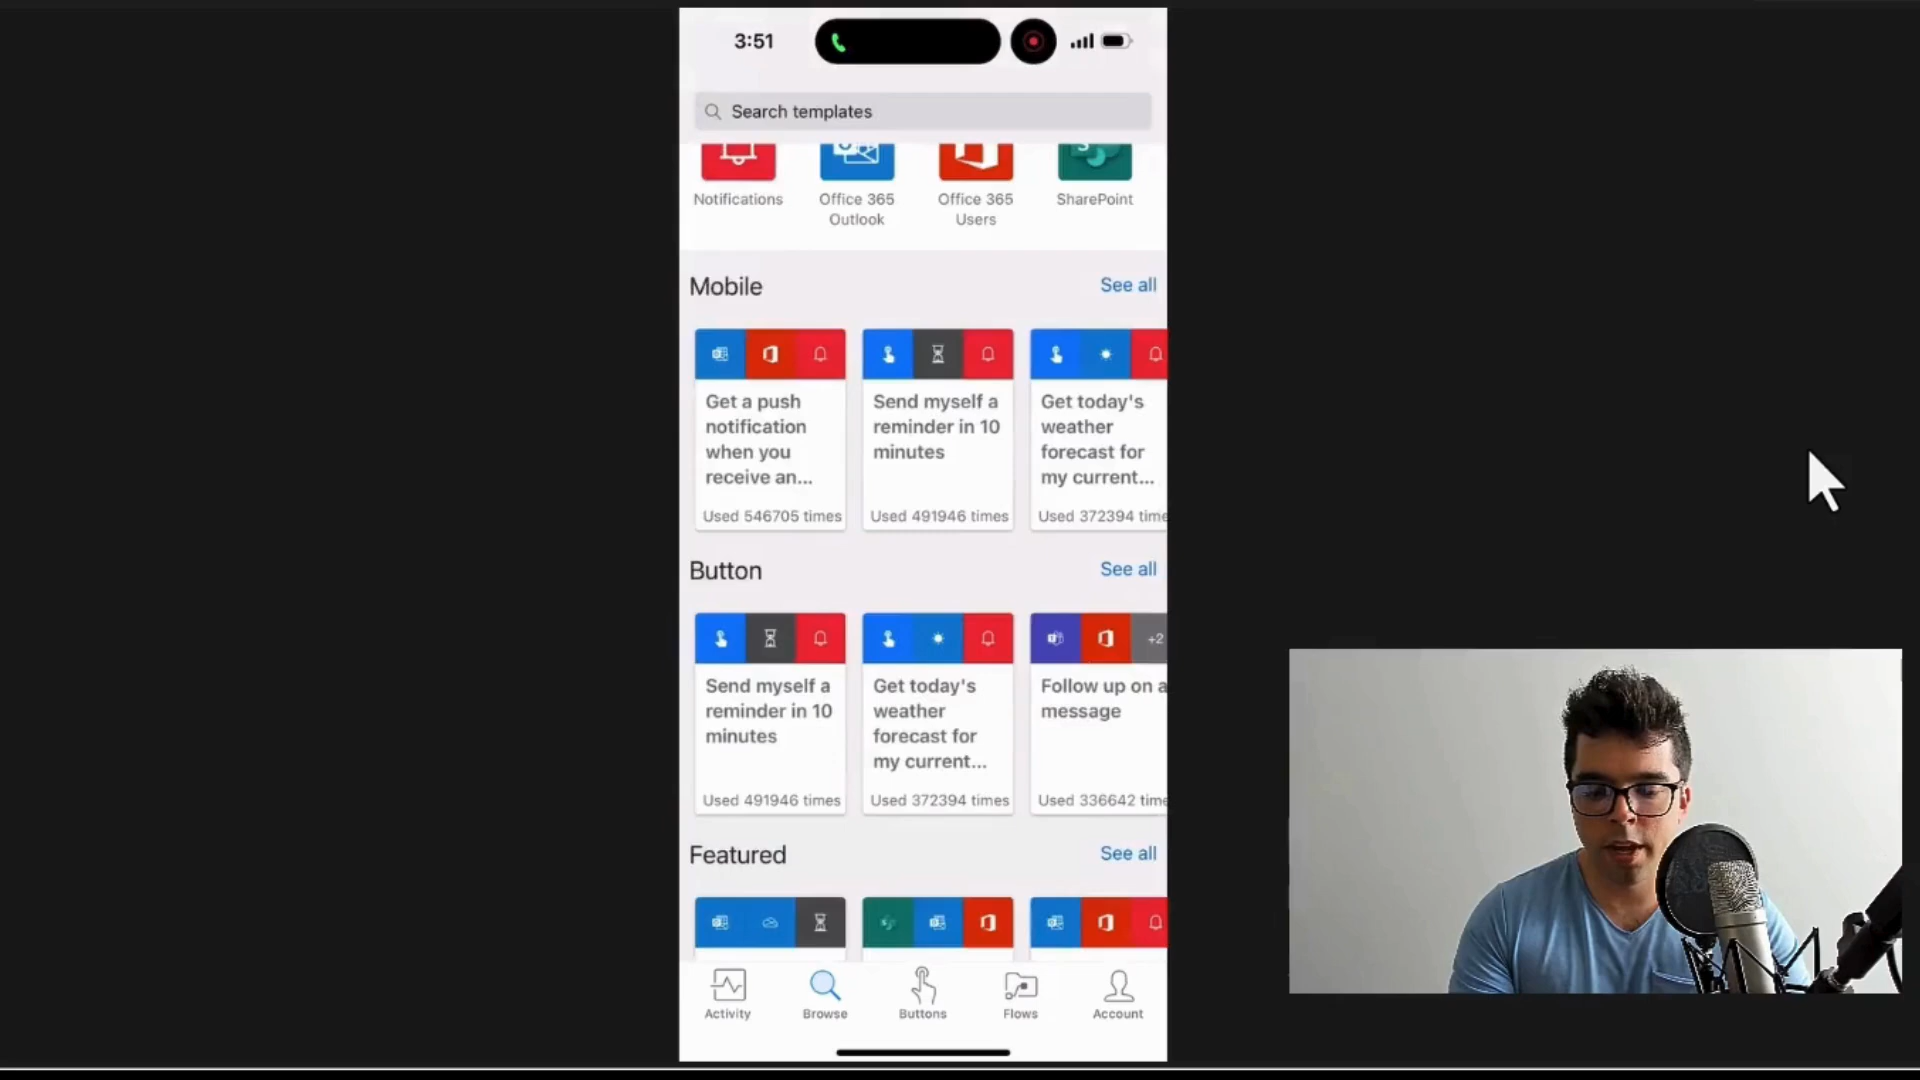 3:51
Search templates
Notifications
Office 365
Outlook
Office 365
Users
SharePoint
Mobile
See all
Get a push
notification
when you
receive an...
Used 546705 times
Send myself a
reminder in 10
minutes
Used 491946 times
Get today's
weather
forecast for
my current...
Used 372394 time
Button
See all
Send myself a
reminder in 10
minutes
Used 491946 times
Get today's
weather
forecast for
my current...
Used 372394 times
+2
Follow up on a
message
Used 336642 time
Featured
See all
Activity
Browse
Buttons
Flows
Account